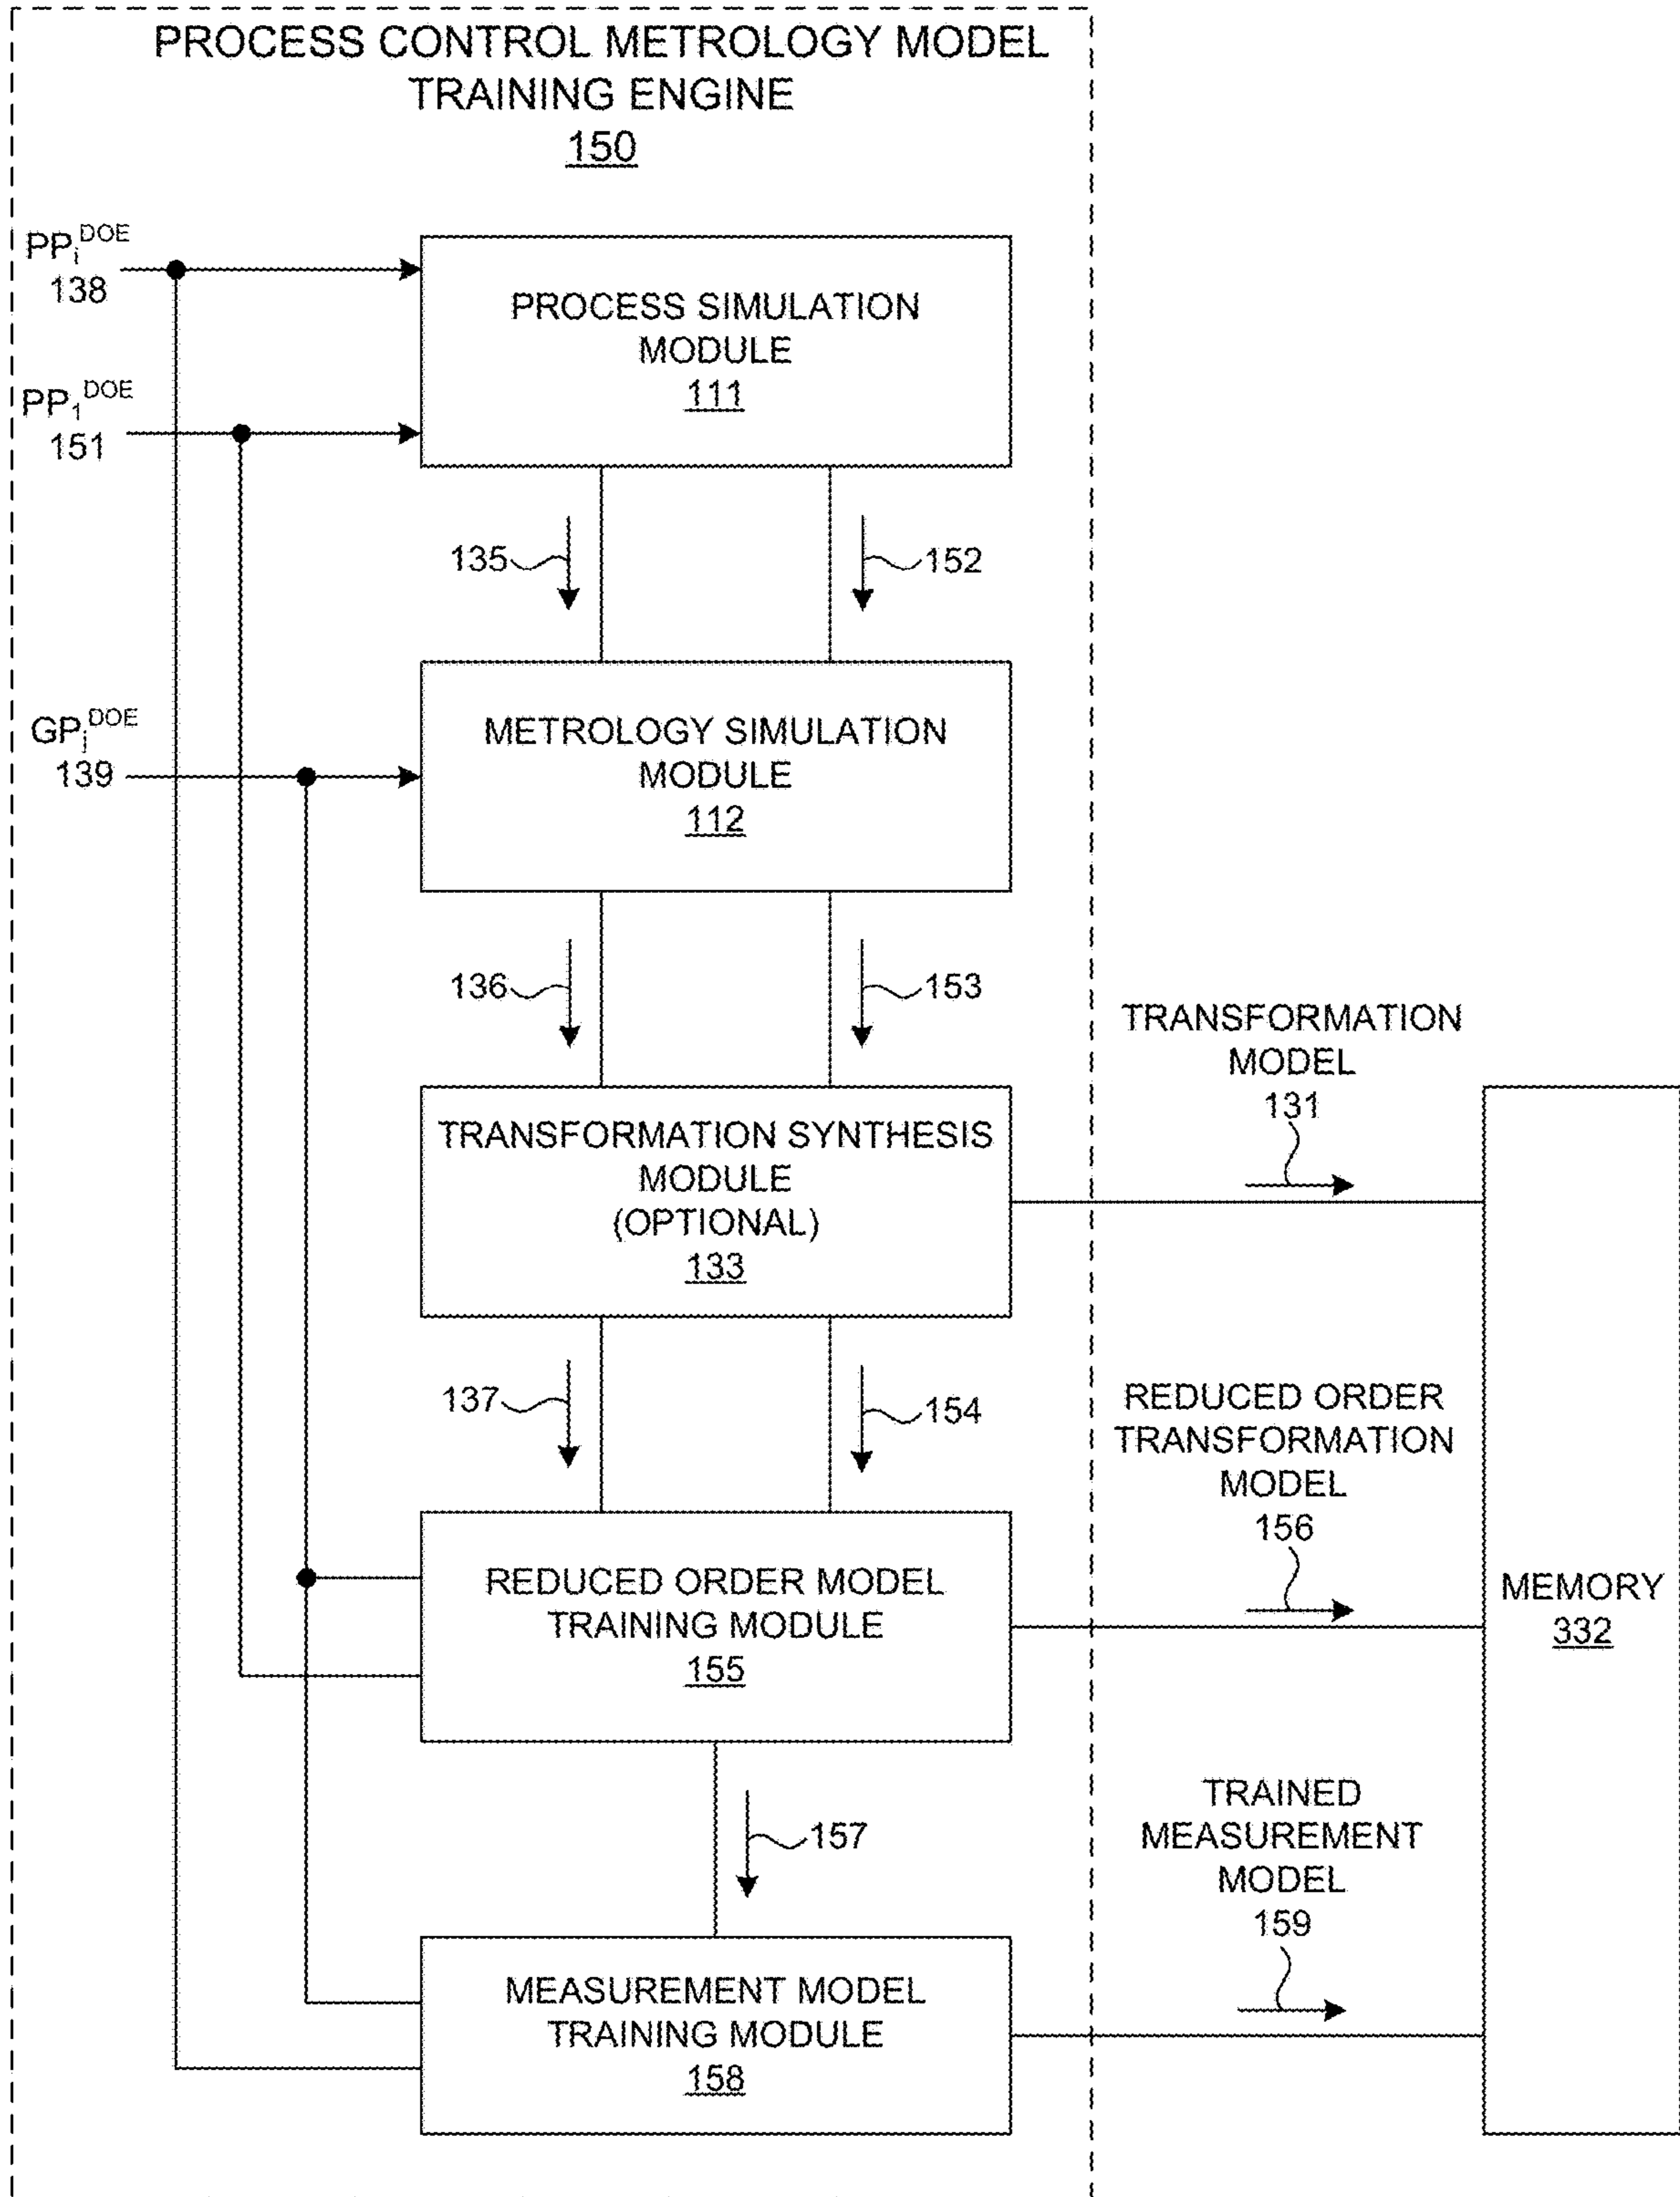 PROCESS CONTROL METROLOGY MODEL
TRAINING ENGINE
150
PPᵢᴰᴼᴱ
138
PROCESS SIMULATION
MODULE
111
PP₁ᴰᴼᴱ
151
135
152
GPⱼᴰᴼᴱ
139
METROLOGY SIMULATION
MODULE
112
136
153
TRANSFORMATION
MODEL
131
TRANSFORMATION SYNTHESIS
MODULE
(OPTIONAL)
133
137
154
REDUCED ORDER
TRANSFORMATION
MODEL
156
REDUCED ORDER MODEL
TRAINING MODULE
155
MEMORY
332
157
TRAINED
MEASUREMENT
MODEL
159
MEASUREMENT MODEL
TRAINING MODULE
158